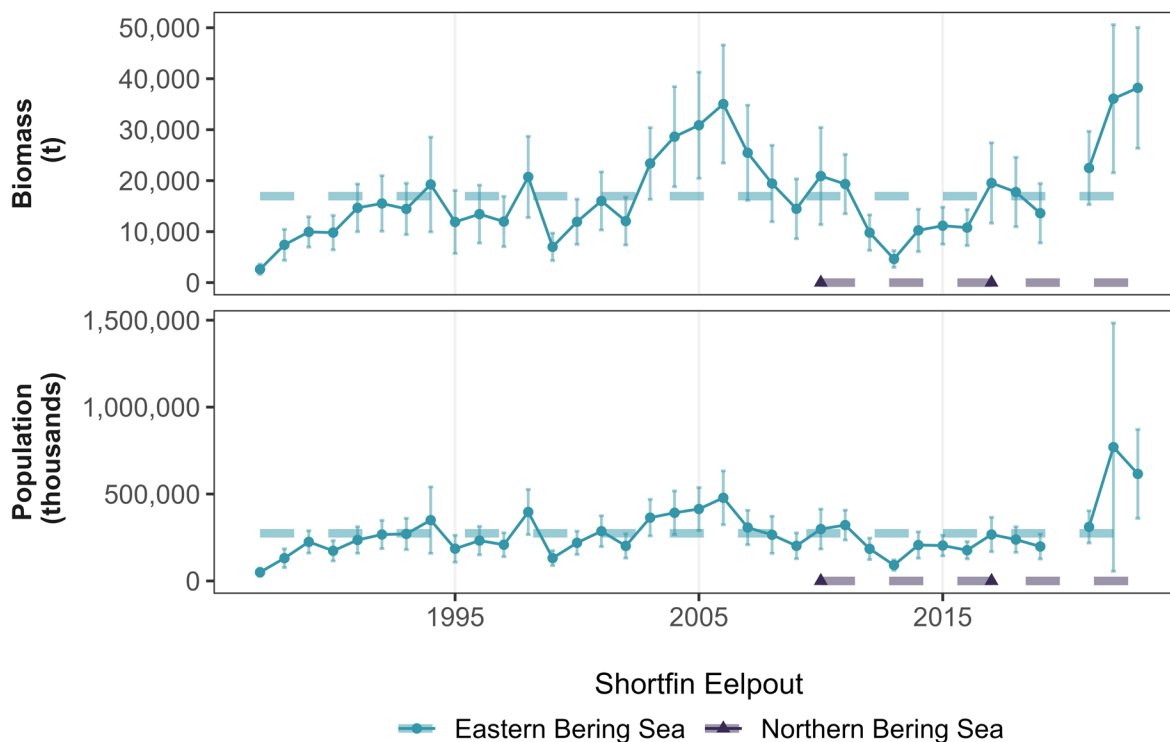 Biomass
(t)
50,000
40,000
30,000
20,000
10,000
0
Population
(thousands)
1,500,000
1,000,000
500,000
0
1995 2005 2015
Shortfin Eelpout
Eastern Bering Sea Northern Bering Sea